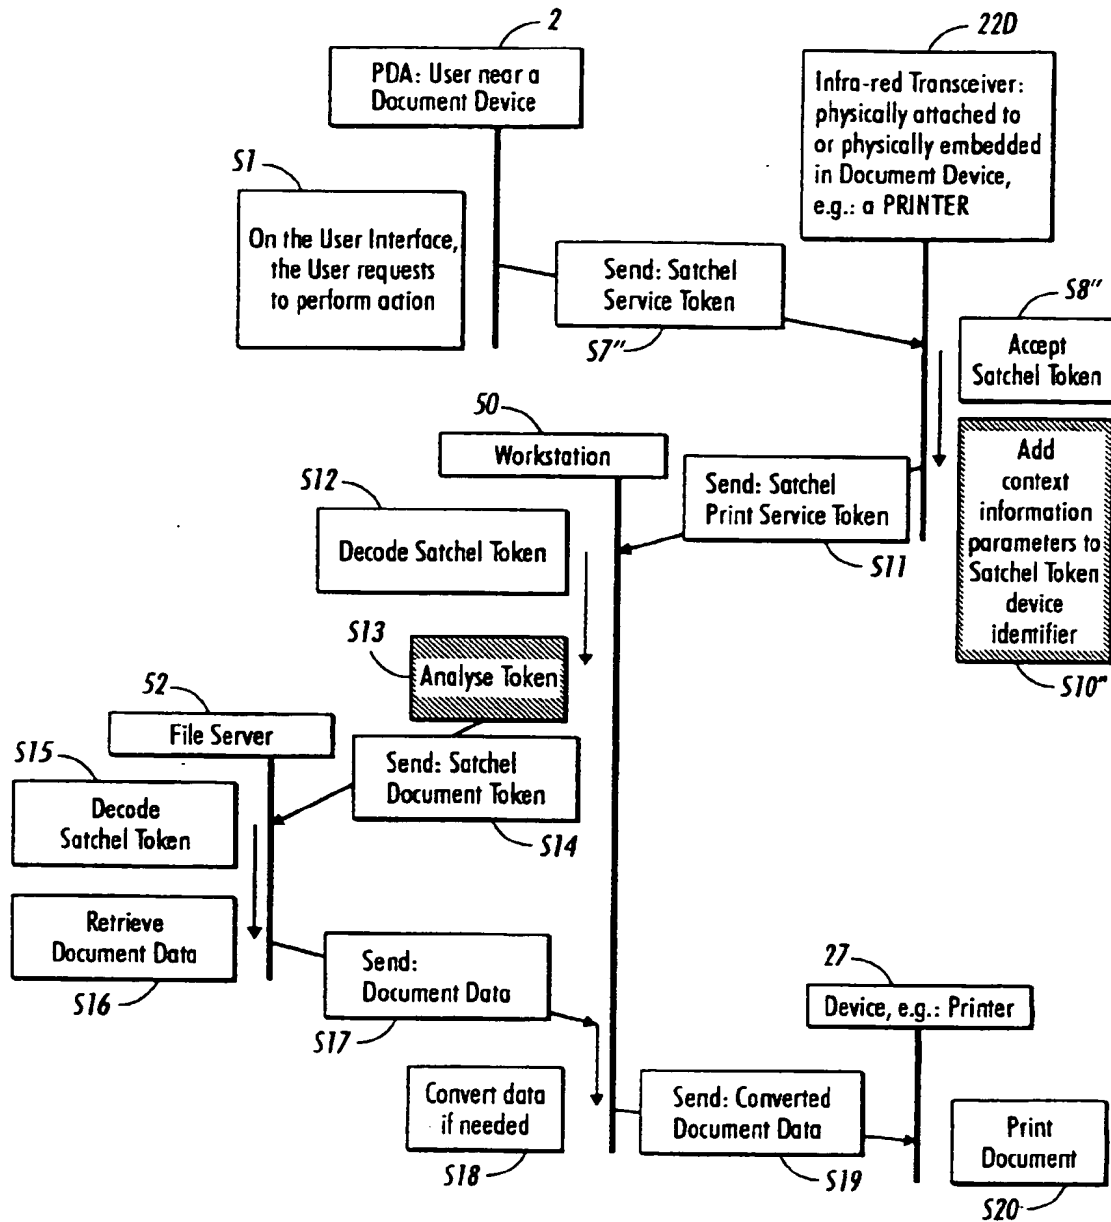 2
PDA: User near a
Document Device
22D
Infra-red Transceiver:
physically attached to
or physically embedded
in Document Device,
e.g.: a PRINTER
S1
On the User Interface,
the User requests
to perform action
Send: Satchel
Service Token
S7"
S8"
Accept
Satchel Token
50
Workstation
Add
context
information
parameters to
Satchel Token
device
identifier
S10"
Send: Satchel
Print Service Token
S11
S12
Decode Satchel Token
S13
Analyse Token
52
File Server
Send: Satchel
Document Token
S14
S15
Decode
Satchel Token
Retrieve
Document Data
S16
Send:
Document Data
S17
27
Device, e.g.: Printer
Convert data
if needed
S18
Send: Converted
Document Data
S19
Print
Document
S20